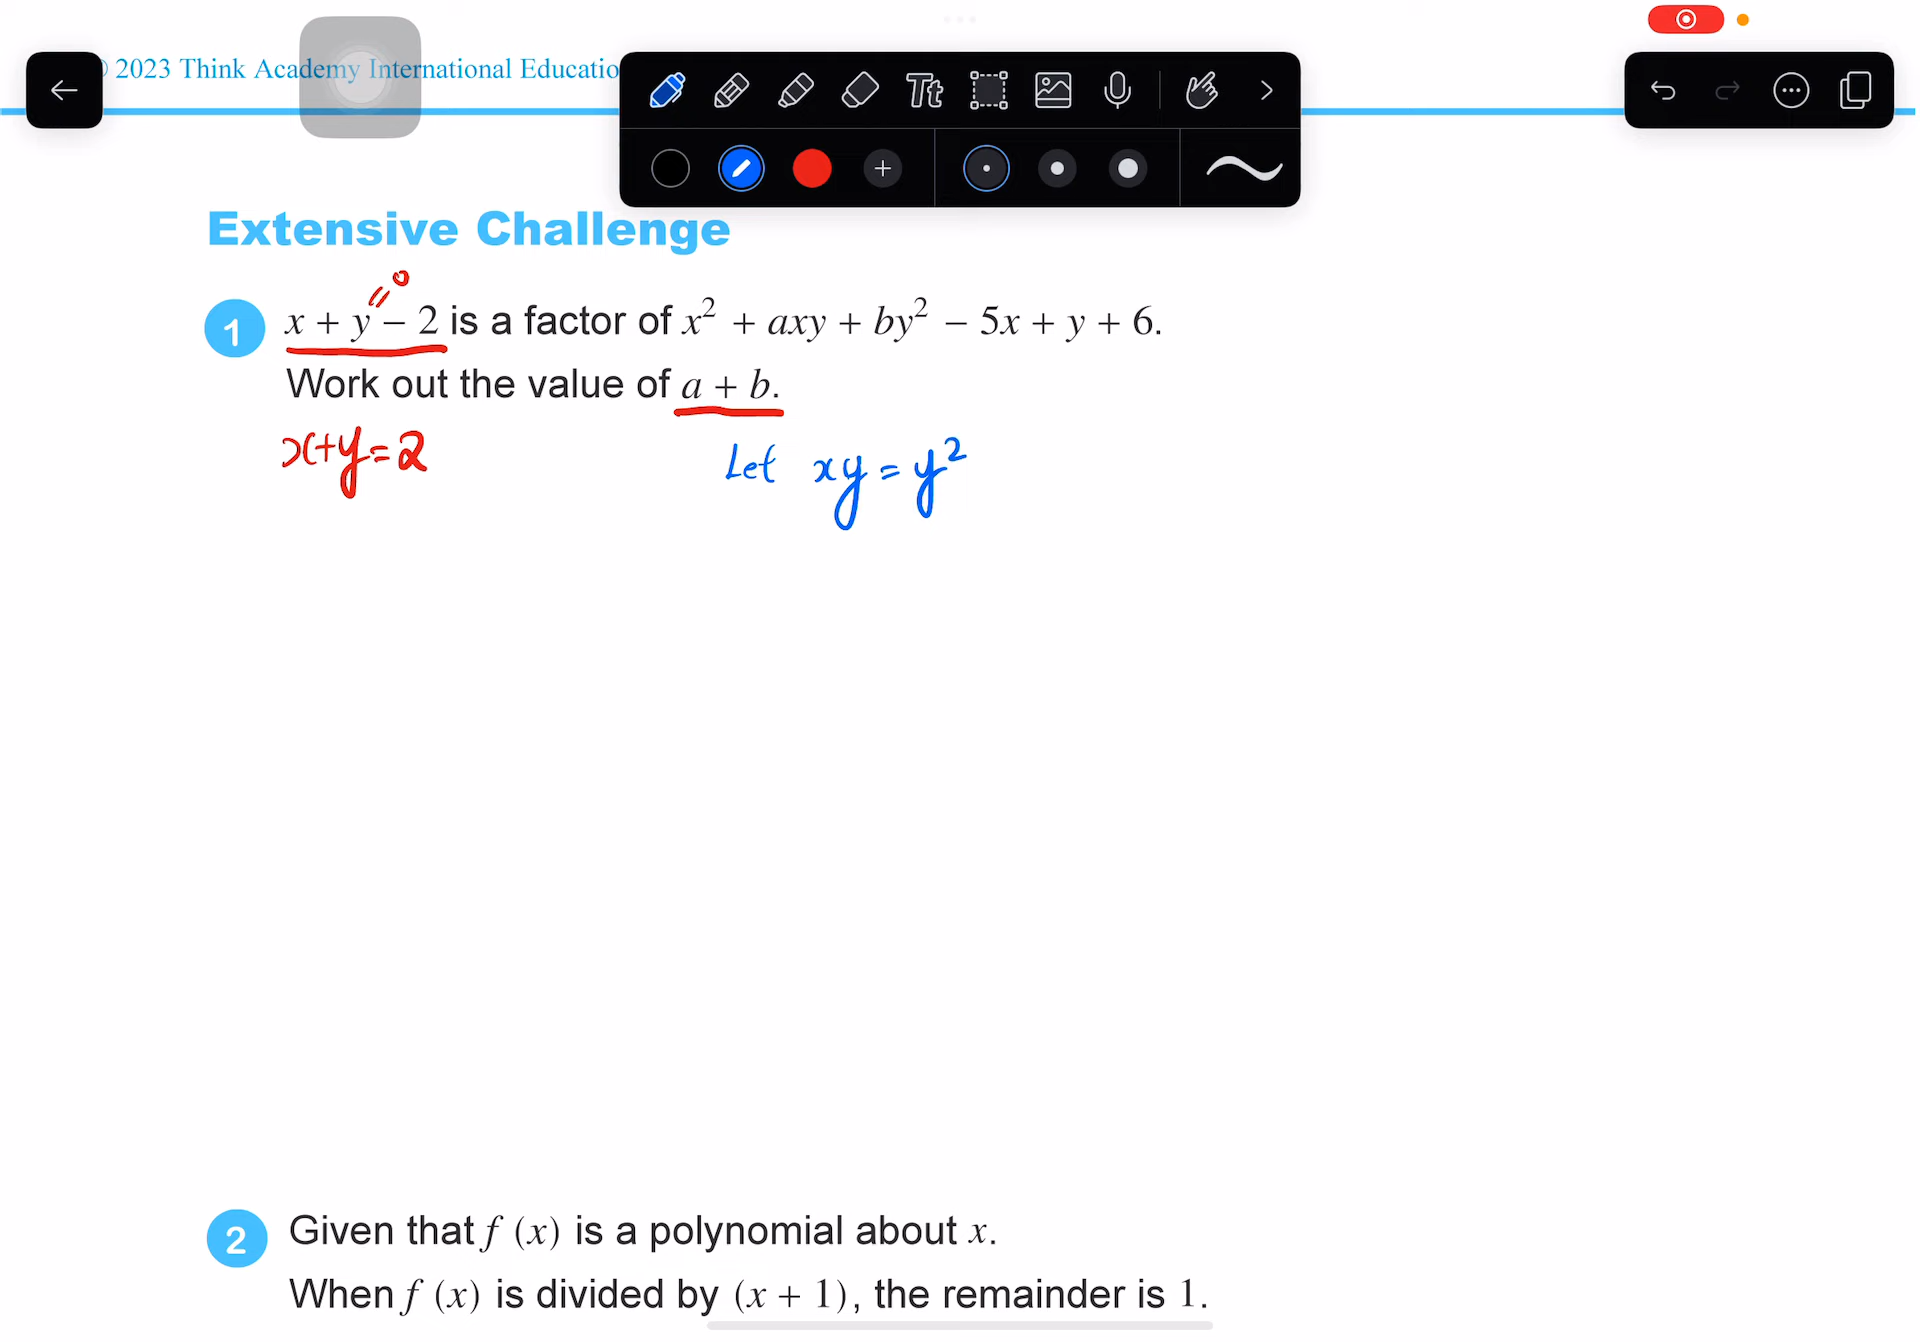 2023 Think Academy International Educatio
Tt
Extensive Challenge
= 0
1 x + y − 2 is a factor of x² + axy + by² − 5x + y + 6.
Work out the value of a + b.
x+y=2
Let xy = y²
2 Given that f (x) is a polynomial about x.
When f (x) is divided by (x + 1), the remainder is 1.